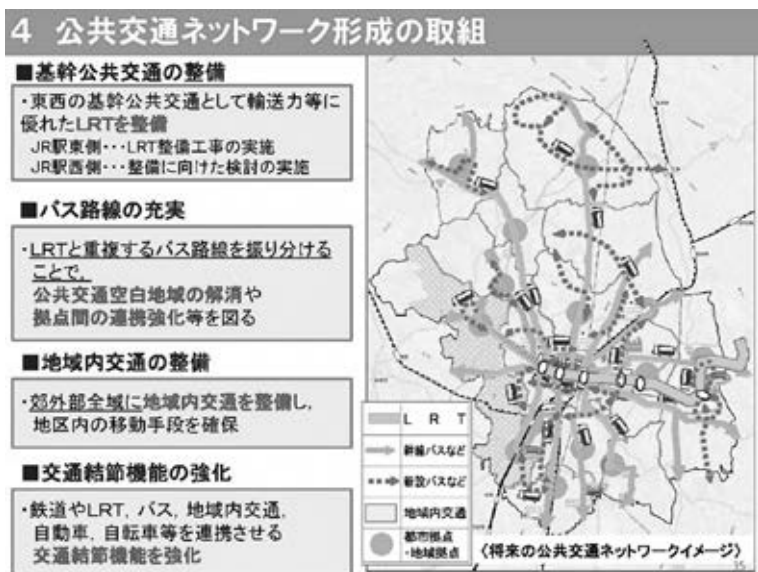 4 公共交通ネットワーク形成の取組
■基幹公共交通の整備
・東西の基幹公共交通として輸送力等に
優れたLRTを整備
JR駅東側・・・LRT整備工事の実施
JR駅西側・・・整備に向けた検討の実施
■バス路線の充実
・LRTと重複するバス路線を振り分ける
ことで、
公共交通空白地域の解消や
拠点間の連携強化等を図る
■地域内交通の整備
・郊外部全域に地域内交通を整備し、
地区内の移動手段を確保
■交通結節機能の強化
・鉄道やLRT，バス，地域内交通，
自動車，自転車等を連携させる
交通結節機能を強化
LRT
幹線バスなど
新設バスなど
地域内交通
都市拠点
・地域拠点
〈将来の公共交通ネットワークイメージ〉
15